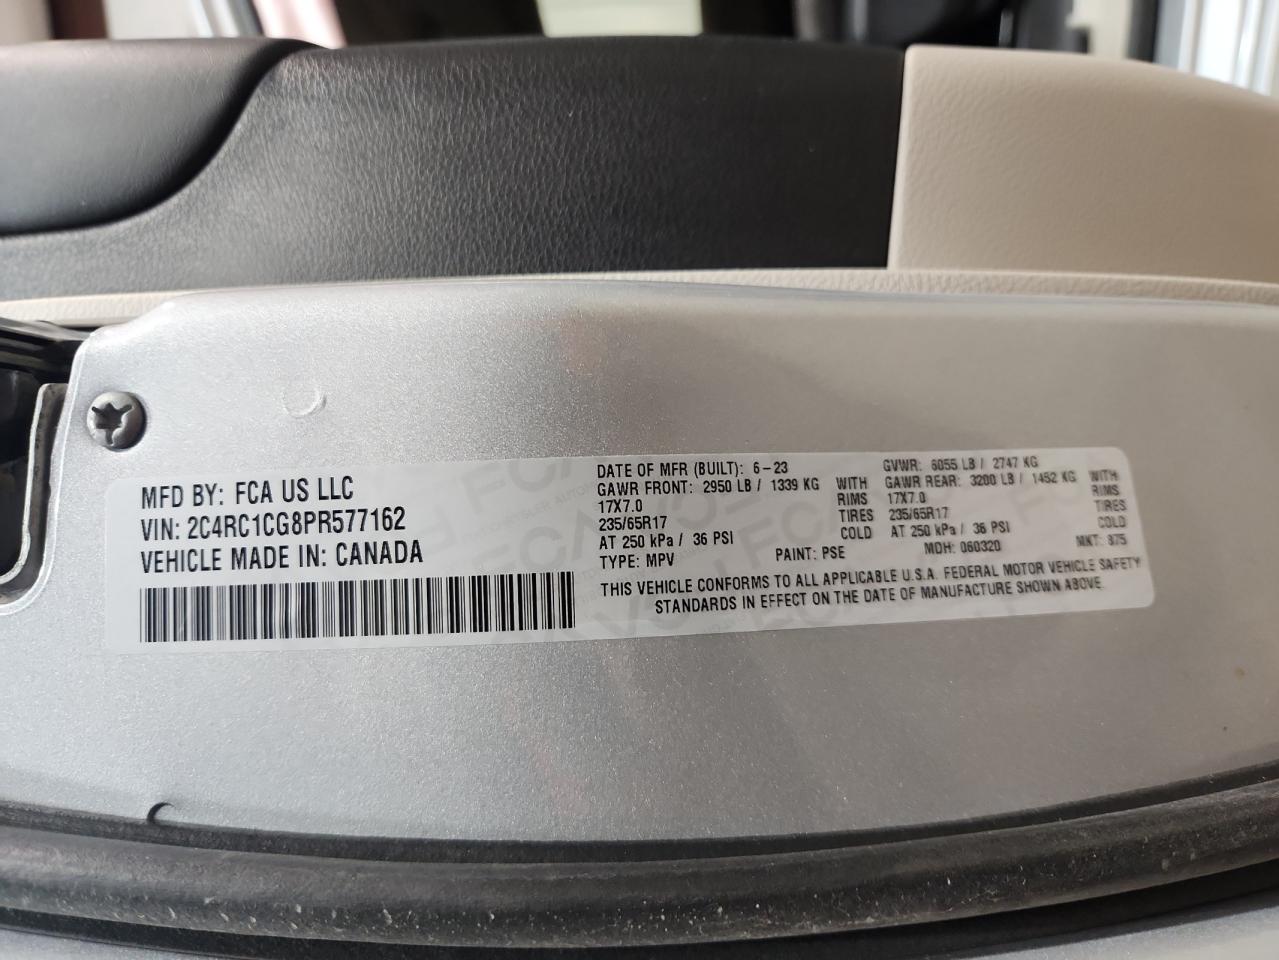 MFD BY: FCA US LLC
VIN: 2C4RC1CG8PR577162
VEHICLE MADE IN: CANADA
DATE OF MFR (BUILT): 6-23
GAWR FRONT: 2950 LB / 1339 KG WITH
17X7.0 RIMS
235/65R17 TIRES
AT 250 kPa / 36 PSI COLD
TYPE: MPV PAINT: PSE
GVWR: 6055 LB / 2747 KG
GAWR REAR: 3200 LB / 1452 KG WITH
17X7.0 RIMS
235/65R17 TIRES
AT 250 kPa / 36 PSI COLD
MDH: 060320 MKT: 875
THIS VEHICLE CONFORMS TO ALL APPLICABLE U.S.A. FEDERAL MOTOR VEHICLE SAFETY
STANDARDS IN EFFECT ON THE DATE OF MANUFACTURE SHOWN ABOVE.